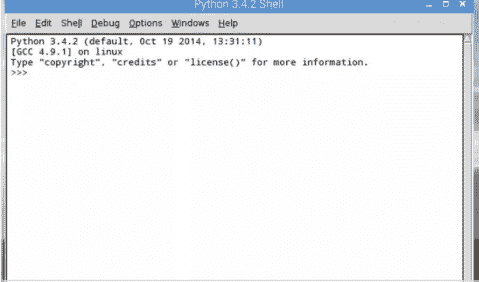 Python 3.4.2 Shell
File Edit Shell Debug Options Windows Help
Python 3.4.2 (default, Oct 19 2014, 13:31:11)
[GCC 4.9.1] on linux
Type "copyright", "credits" or "license()" for more information.
>>>